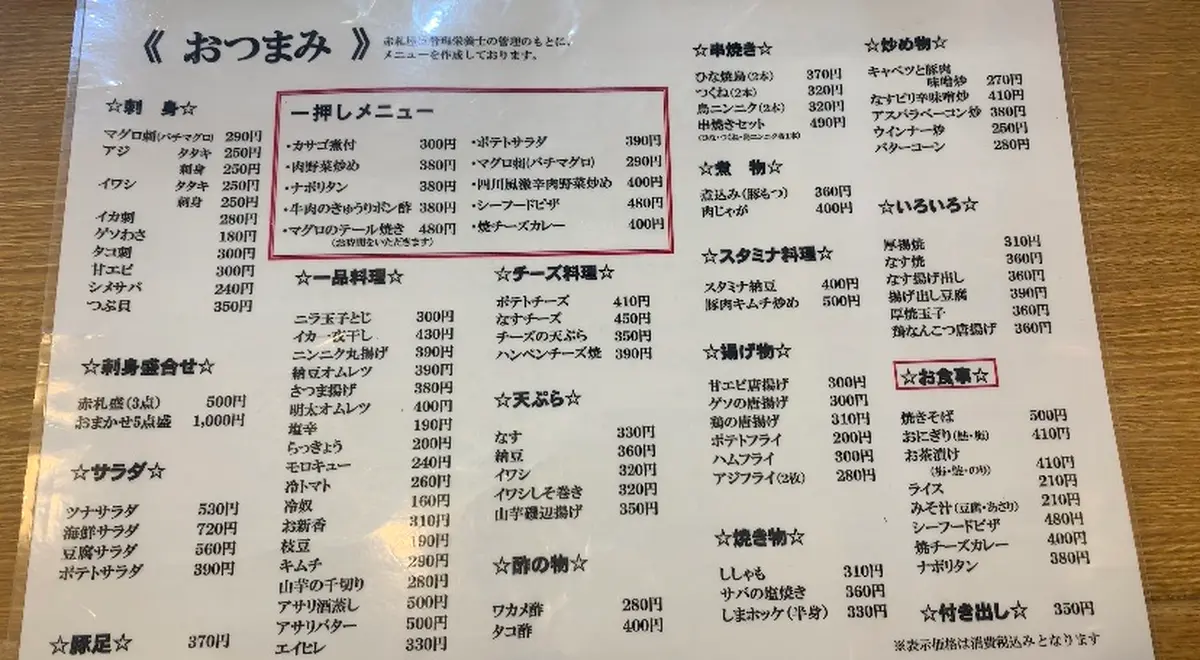 《 おつまみ 》
赤札屋は管理栄養士の管理のもとに、
メニューを作成しております。
☆刺 身☆
マグロ刺(バチマグロ) 290円
アジ タタキ 250円
刺身 250円
イワシ タタキ 250円
刺身 250円
イカ刺 280円
ゲソわさ 180円
タコ刺 300円
甘エビ 300円
シメサバ 240円
つぶ貝 350円
☆刺身盛合せ☆
赤札盛(3点) 500円
おまかせ5点盛 1,000円
☆サラダ☆
ツナサラダ 530円
海鮮サラダ 720円
豆腐サラダ 560円
ポテトサラダ 390円
☆豚足☆ 370円
一押しメニュー
・カサゴ煮付 300円
・肉野菜炒め 380円
・ナポリタン 380円
・牛肉のきゅうりポン酢 380円
・マグロのテール焼き 480円
(お時間をいただきます)
・ポテトサラダ 390円
・マグロ刺(バチマグロ) 290円
・四川風激辛肉野菜炒め 400円
・シーフードピザ 480円
・焼チーズカレー 400円
☆一品料理☆
ニラ玉子とじ 300円
イカ一夜干し 430円
ニンニク丸揚げ 390円
納豆オムレツ 390円
さつま揚げ 380円
明太オムレツ 400円
塩辛 190円
らっきょう 200円
モロキュー 240円
冷トマト 260円
冷奴 160円
お新香 310円
枝豆 190円
キムチ 290円
山芋の千切り 280円
アサリ酒蒸し 500円
アサリバター 500円
エイヒレ 330円
☆チーズ料理☆
ポテトチーズ 410円
なすチーズ 450円
チーズの天ぷら 350円
ハンペンチーズ焼 390円
☆天ぷら☆
なす 330円
納豆 360円
イワシ 320円
イワシしそ巻き 320円
山芋磯辺揚げ 350円
☆酢の物☆
ワカメ酢 280円
タコ酢 400円
☆串焼き☆
ひな焼鳥(2本) 370円
つくね(2本) 320円
鳥ニンニク(2本) 320円
串焼きセット 490円
(ひな・つくね・鳥ニンニク各1本)
☆煮 物☆
煮込み(豚もつ) 360円
肉じゃが 400円
☆スタミナ料理☆
スタミナ納豆 400円
豚肉キムチ炒め 500円
☆揚げ物☆
甘エビ唐揚げ 300円
ゲソの唐揚げ 300円
鶏の唐揚げ 310円
ポテトフライ 200円
ハムフライ 300円
アジフライ(2枚) 280円
☆焼き物☆
ししゃも 310円
サバの塩焼き 360円
しまホッケ(半身) 330円
☆炒め物☆
キャベツと豚肉
味噌炒 270円
なすピリ辛味噌炒 410円
アスパラベーコン炒 380円
ウインナー炒 250円
バターコーン 280円
☆いろいろ☆
厚揚焼 310円
なす焼 360円
なす揚げ出し 360円
揚げ出し豆腐 390円
厚焼玉子 360円
鶏なんこつ唐揚げ 360円
☆お食事☆
焼きそば 500円
おにぎり(鮭・梅) 410円
お茶漬け 410円
(梅・鮭・のり)
ライス 210円
みそ汁(豆腐・あさり) 210円
シーフードピザ 480円
焼チーズカレー 400円
ナポリタン 380円
☆付き出し☆ 350円
※表示価格は消費税込みとなります